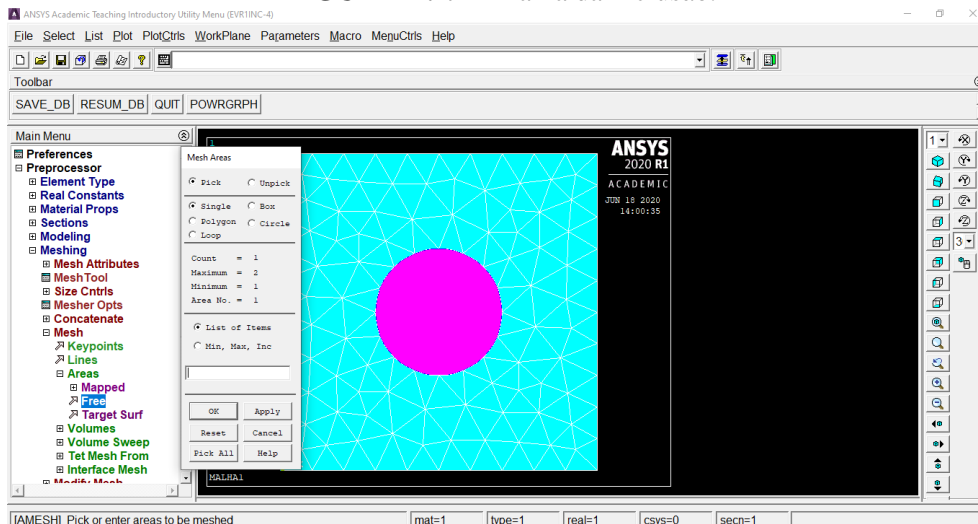 ANSYS Academic Teaching Introductory Utility Menu (EVR1INC-4)
File Select List Plot PlotCtrls WorkPlane Parameters Macro MenuCtrls Help
Toolbar
SAVE_DB RESUM_DB QUIT POWRGRPH
Main Menu
Preferences
Preprocessor
Element Type
Real Constants
Material Props
Sections
Modeling
Meshing
Mesh Attributes
MeshTool
Size Cntrls
Mesher Opts
Concatenate
Mesh
Keypoints
Lines
Areas
Mapped
Free
Target Surf
Volumes
Volume Sweep
Tet Mesh From
Interface Mesh
Modify Mesh
Mesh Areas
Pick Unpick
Single Box
Polygon Circle
Loop
Count = 1
Maximum = 2
Minimum = 1
Area No. = 1
List of Items
Min, Max, Inc
OK Apply
Reset Cancel
Pick All Help
1
ANSYS
2020 R1
ACADEMIC
JUN 18 2020
14:00:35
MALHA1
1
3
[AMESH] Pick or enter areas to be meshed mat=1 type=1 real=1 csys=0 secn=1